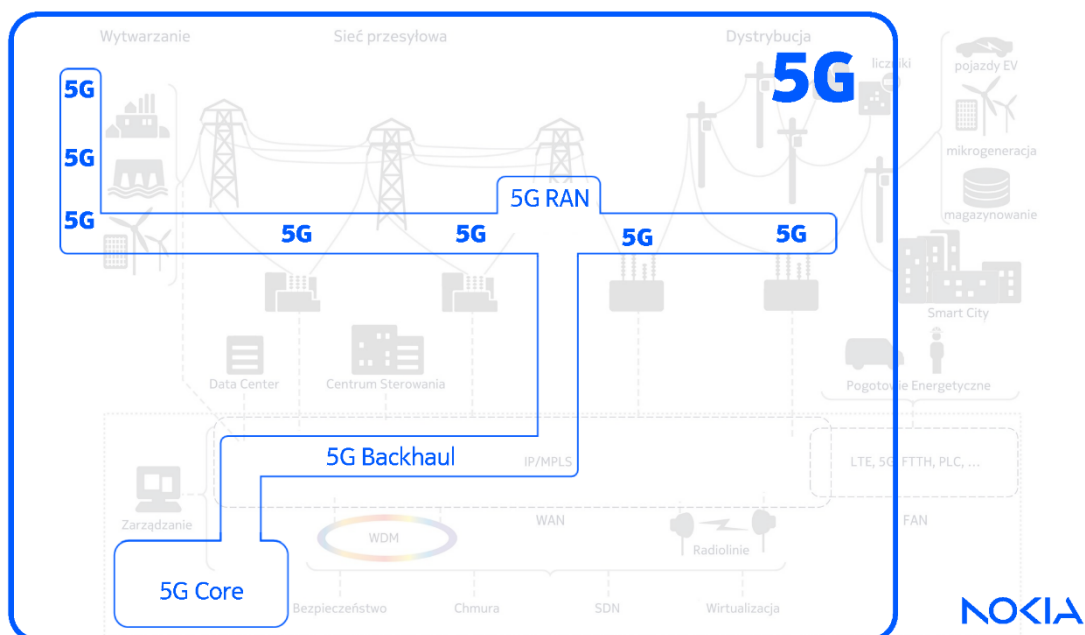 Wytwarzanie
Sieć przesyłowa
Dystrybucja
5G
liczniki
pojazdy EV
5G
5G
mikrogeneracja
5G RAN
magazynowanie
5G
5G
5G
5G
5G
Smart City
Data Center
Centrum Sterowania
Pogotowie Energetyczne
5G Backhaul
IP/MPLS
LTE, 5G, FTTH, PLC, ...
Zarządzanie
WAN
FAN
WDM
Radiolinie
5G Core
Bezpieczeństwo
Chmura
SDN
Wirtualizacja
NOKIA